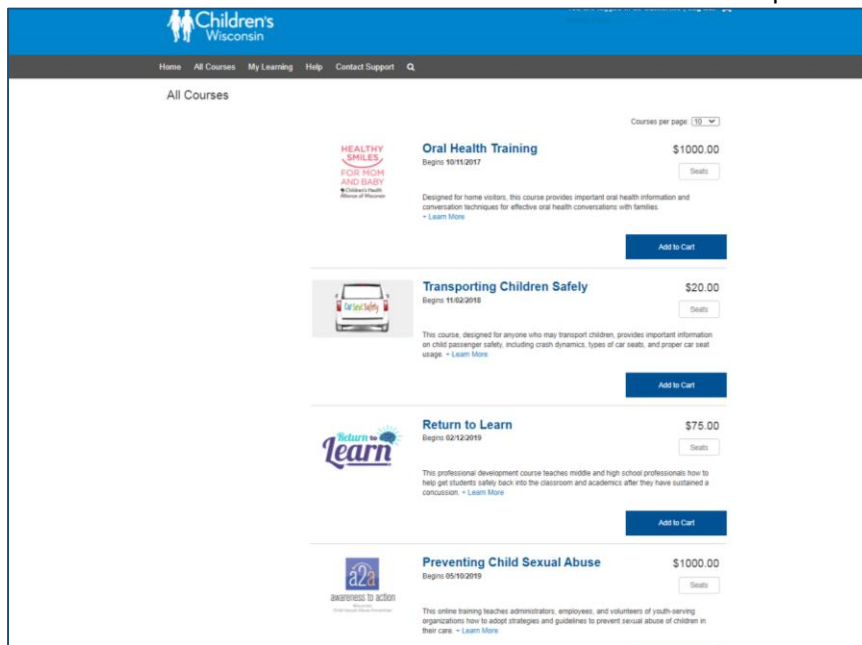 Children's
Wisconsin
Home All Courses My Learning Help Contact Support
All Courses
Courses per page: 10
HEALTHY
SMILES
FOR MOM
AND BABY
Children's Health
Alliance of Wisconsin
Oral Health Training
$1000.00
Begins 10/11/2017
Seats
Designed for home visitors, this course provides important oral health information and
conversation techniques for effective oral health conversations with families.
+ Learn More
Add to Cart
Car Seat Safety
Transporting Children Safely
$20.00
Begins 11/02/2018
Seats
This course, designed for anyone who may transport children, provides important information
on child passenger safety, including crash dynamics, types of car seats, and proper car seat
usage. + Learn More
Add to Cart
Return to
Learn
Return to Learn
$75.00
Begins 02/12/2019
Seats
This professional development course teaches middle and high school professionals how to
help get students safely back into the classroom and academics after they have sustained a
concussion. + Learn More
Add to Cart
a2a
awareness to action
Preventing Child Sexual Abuse
$1000.00
Begins 05/10/2019
Seats
This online training teaches administrators, employees, and volunteers of youth-serving
organizations how to adopt strategies and guidelines to prevent sexual abuse of children in
their care. + Learn More